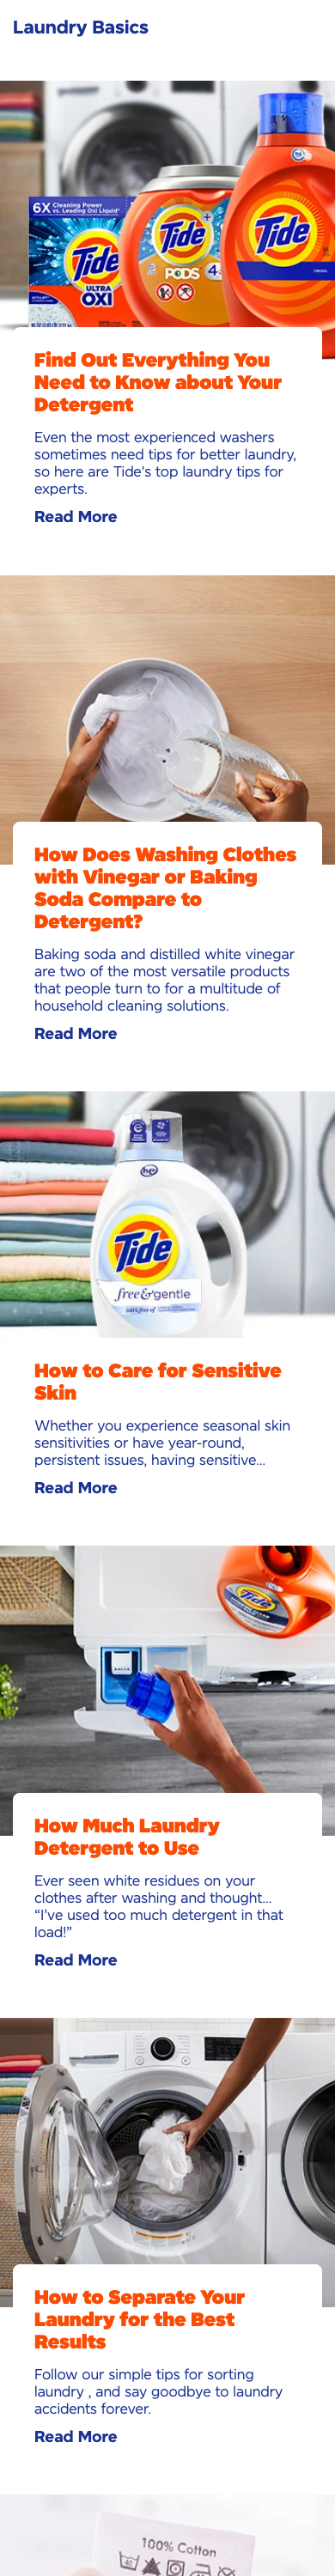 Laundry Basics
6X Cleaning Power
vs. Leading Oxi Liquid*
Tide
ULTRA
OXI
Tide
+
PODS 4
Tide
ORIGINAL
Find Out Everything You
Need to Know about Your
Detergent
Even the most experienced washers
sometimes need tips for better laundry,
so here are Tide's top laundry tips for
experts.
Read More
How Does Washing Clothes
with Vinegar or Baking
Soda Compare to
Detergent?
Baking soda and distilled white vinegar
are two of the most versatile products
that people turn to for a multitude of
household cleaning solutions.
Read More
he
Tide
free & gentle
100% free of
How to Care for Sensitive
Skin
Whether you experience seasonal skin
sensitivities or have year-round,
persistent issues, having sensitive...
Read More
Tide
How Much Laundry
Detergent to Use
Ever seen white residues on your
clothes after washing and thought...
“I’ve used too much detergent in that
load!”
Read More
How to Separate Your
Laundry for the Best
Results
Follow our simple tips for sorting
laundry , and say goodbye to laundry
accidents forever.
Read More
100% Cotton
40